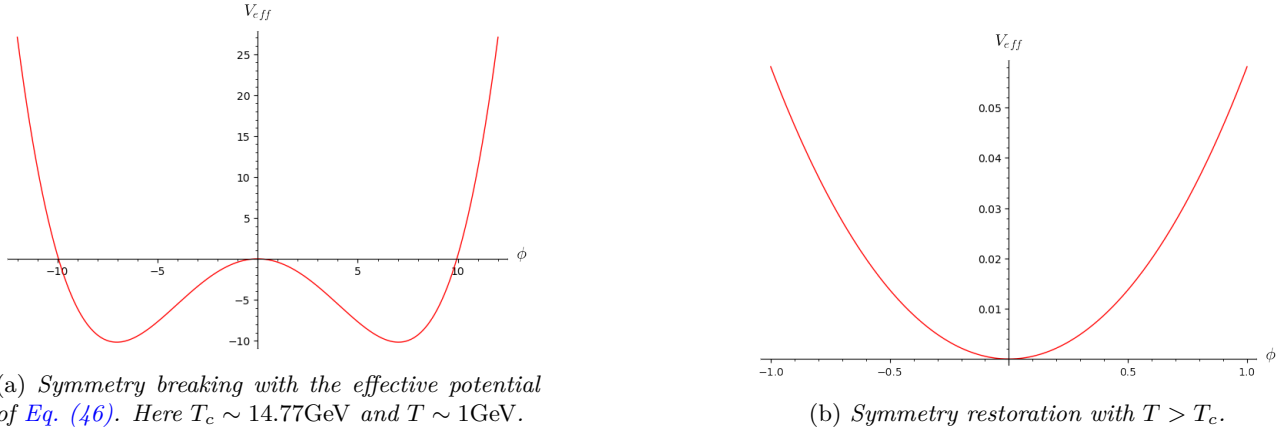 V_eff
25
20
15
10
5
−10 −5 5 10 ϕ
−5
−10
(a) Symmetry breaking with the effective potential
of Eq. (46). Here T_c ∼ 14.77GeV and T ∼ 1GeV.
V_eff
0.05
0.04
0.03
0.02
0.01
−1.0 −0.5 0.5 1.0 ϕ
(b) Symmetry restoration with T > T_c.